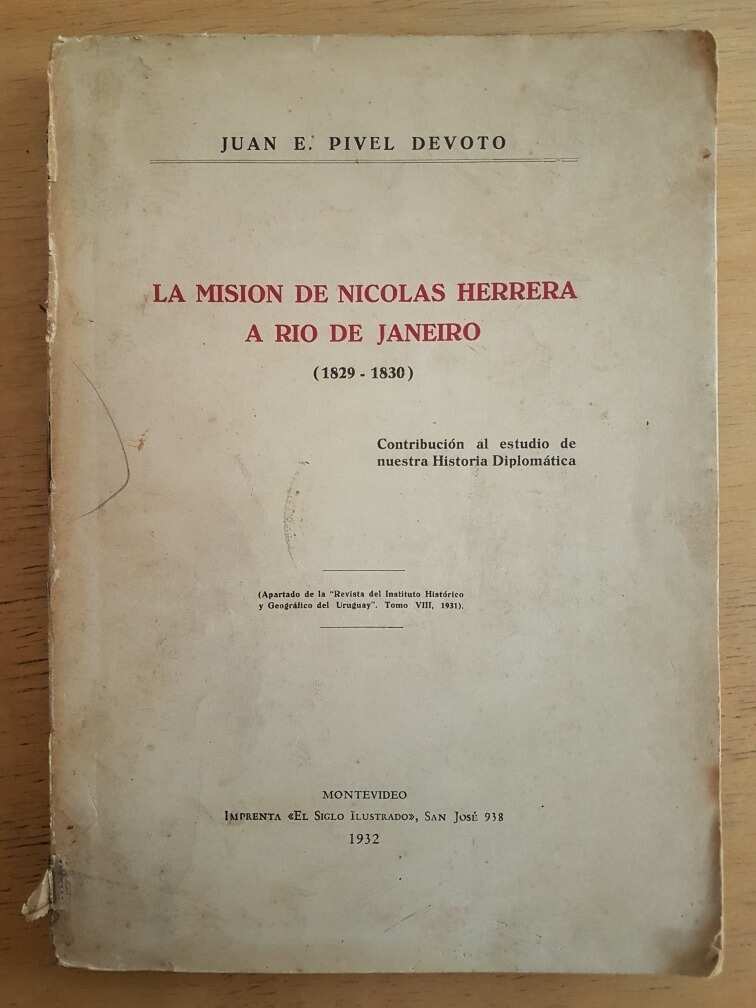 JUAN E. PIVEL DEVOTO
LA MISION DE NICOLAS HERRERA
A RIO DE JANEIRO
(1829 - 1830)
Contribución al estudio de
nuestra Historia Diplomática
(Apartado de la "Revista del Instituto Histórico
y Geográfico del Uruguay". Tomo VIII, 1931).
MONTEVIDEO
IMPRENTA «EL SIGLO ILUSTRADO», SAN JOSÉ 938
1932